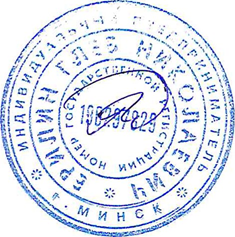 ИНДИВИДУАЛЬНЫЙ ПРЕДПРИНИМАТЕЛЬ
г. МИНСК
ГЛЕБ НИКОЛАЕВИЧ
НОМЕР ГОСУДАРСТВЕННОЙ РЕГИСТРАЦИИ